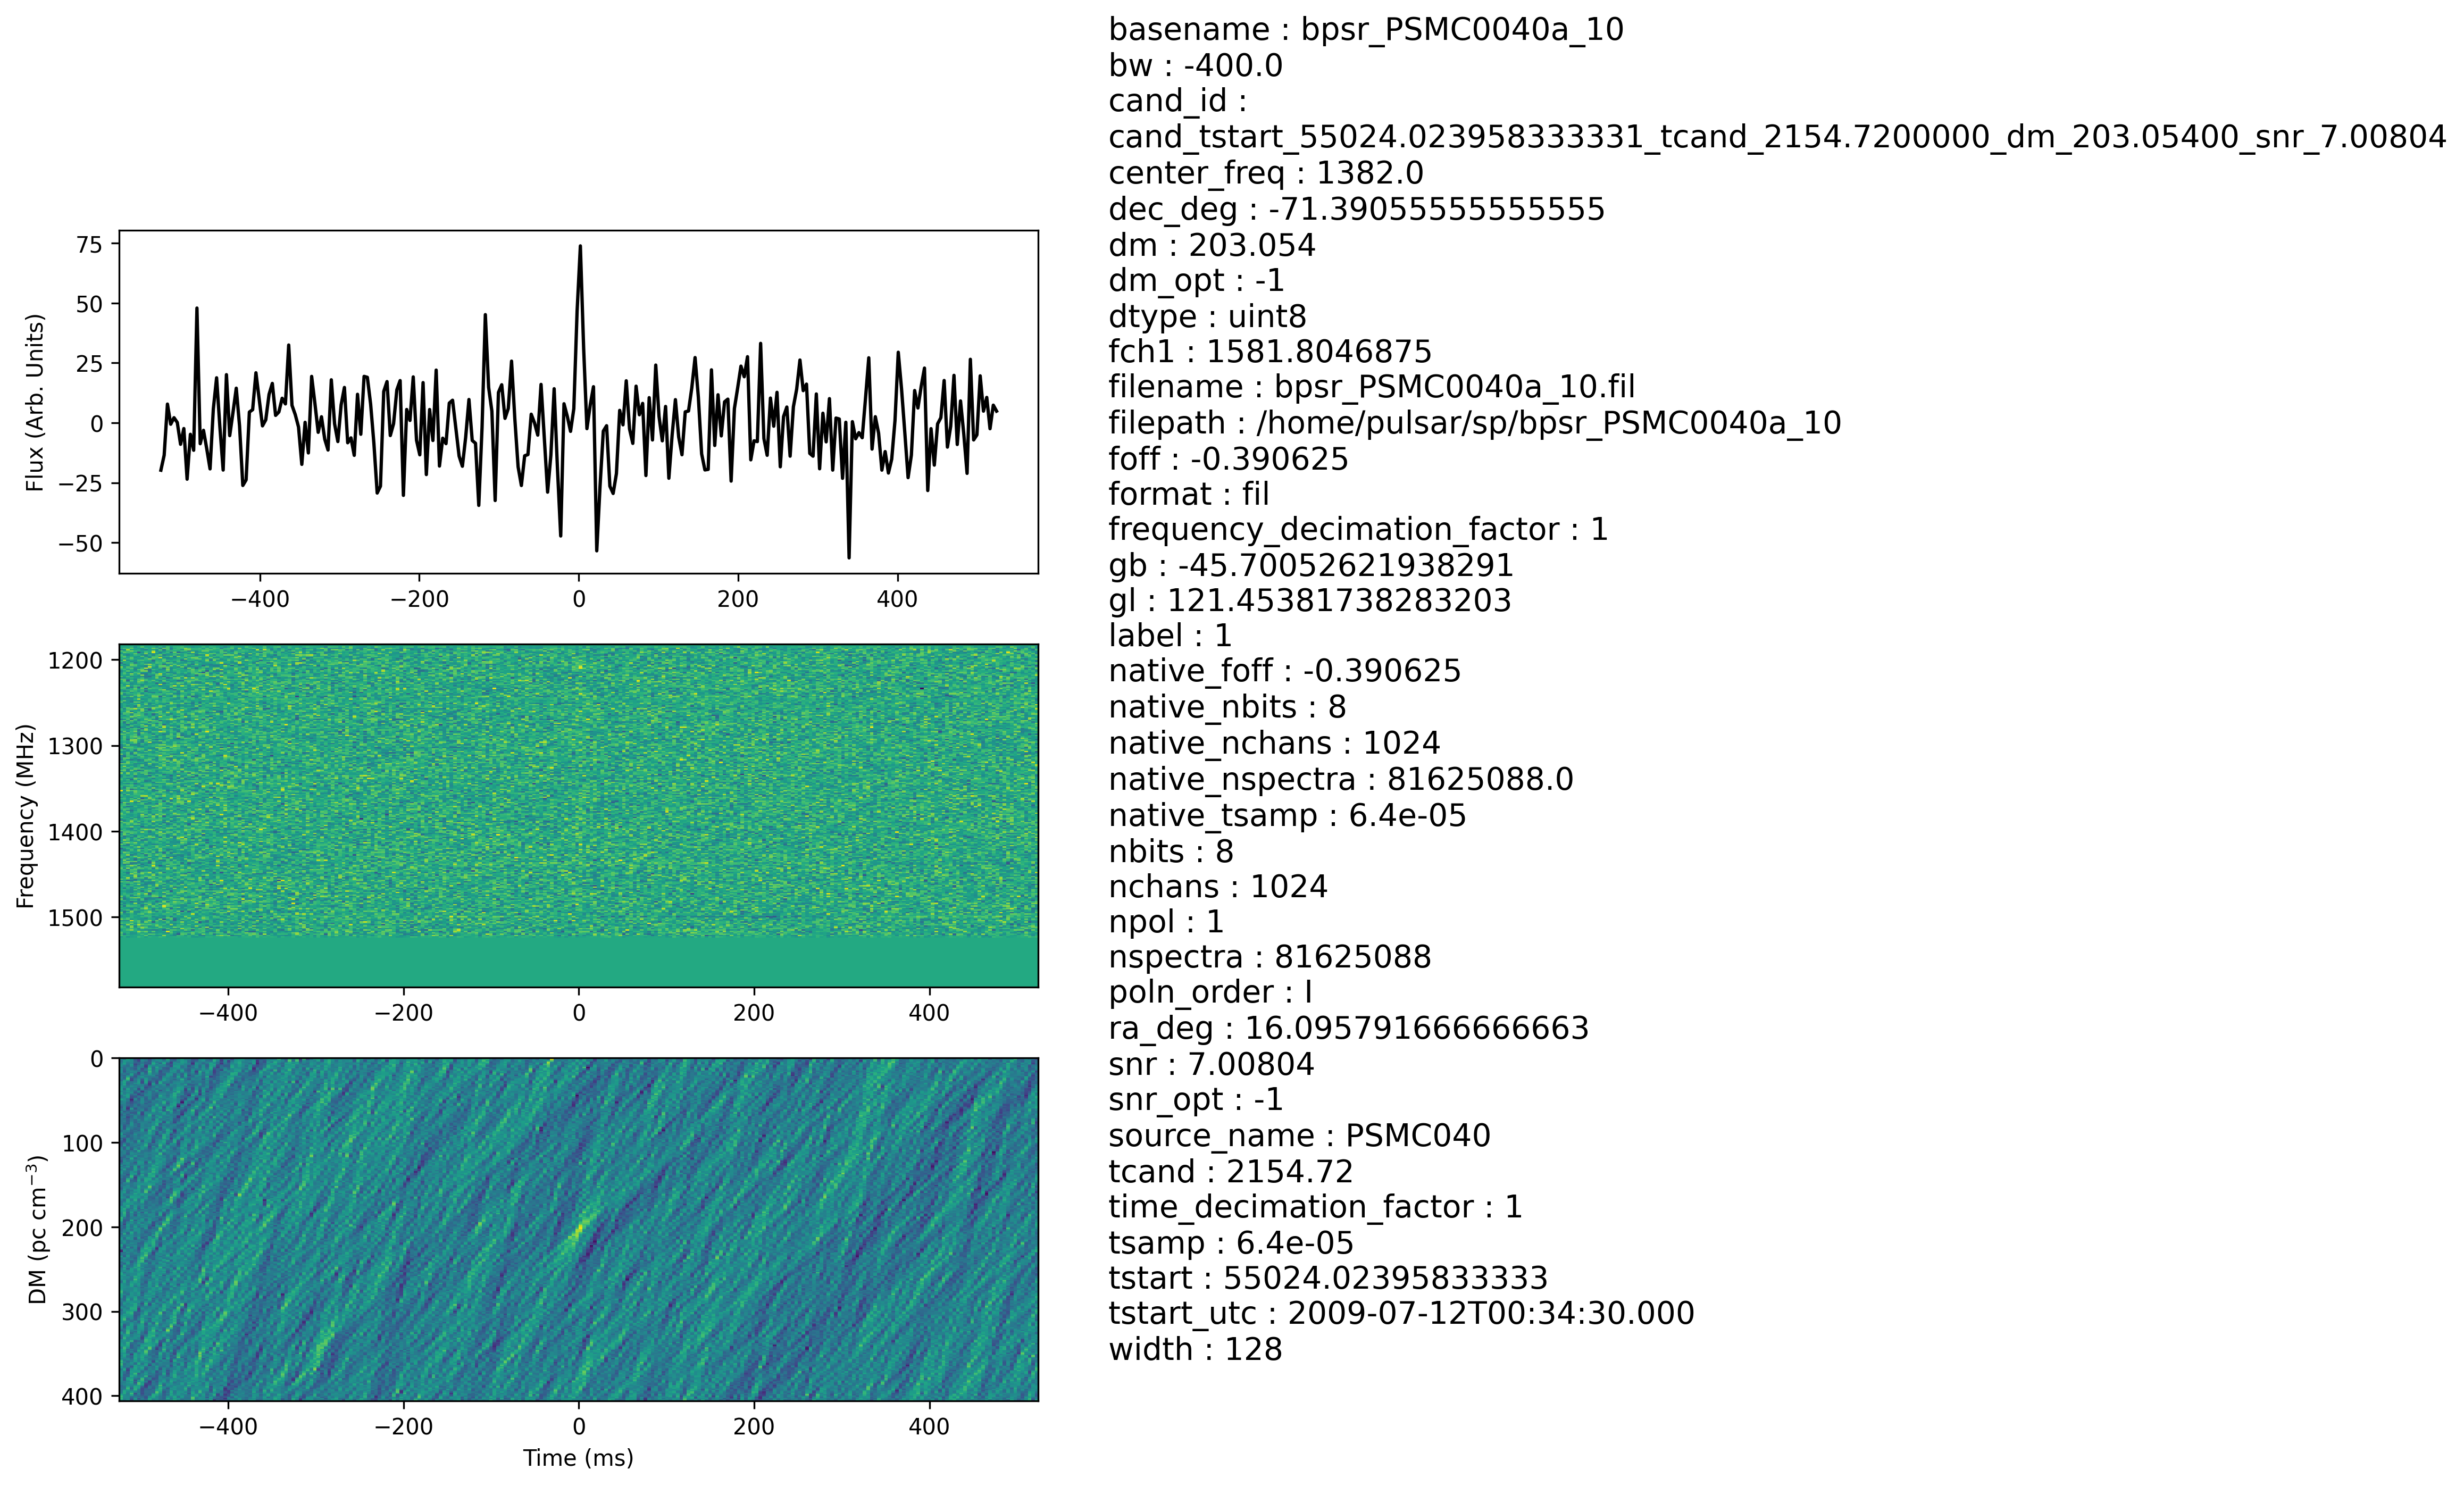 basename : bpsr_PSMC0040a_10
bw : -400.0
cand_id :
cand_tstart_55024.023958333331_tcand_2154.7200000_dm_203.05400_snr_7.00804
center_freq : 1382.0
dec_deg : -71.39055555555555
dm : 203.054
dm_opt : -1
dtype : uint8
fch1 : 1581.8046875
filename : bpsr_PSMC0040a_10.fil
filepath : /home/pulsar/sp/bpsr_PSMC0040a_10
foff : -0.390625
format : fil
frequency_decimation_factor : 1
gb : -45.70052621938291
gl : 121.45381738283203
label : 1
native_foff : -0.390625
native_nbits : 8
native_nchans : 1024
native_nspectra : 81625088.0
native_tsamp : 6.4e-05
nbits : 8
nchans : 1024
npol : 1
nspectra : 81625088
poln_order : I
ra_deg : 16.095791666666663
snr : 7.00804
snr_opt : -1
source_name : PSMC040
tcand : 2154.72
time_decimation_factor : 1
tsamp : 6.4e-05
tstart : 55024.02395833333
tstart_utc : 2009-07-12T00:34:30.000
width : 128
Flux (Arb. Units)
75
50
25
0
−25
−50
−400 −200 0 200 400
Frequency (MHz)
1200
1300
1400
1500
−400 −200 0 200 400
DM (pc cm⁻³)
0
100
200
300
400
−400 −200 0 200 400
Time (ms)